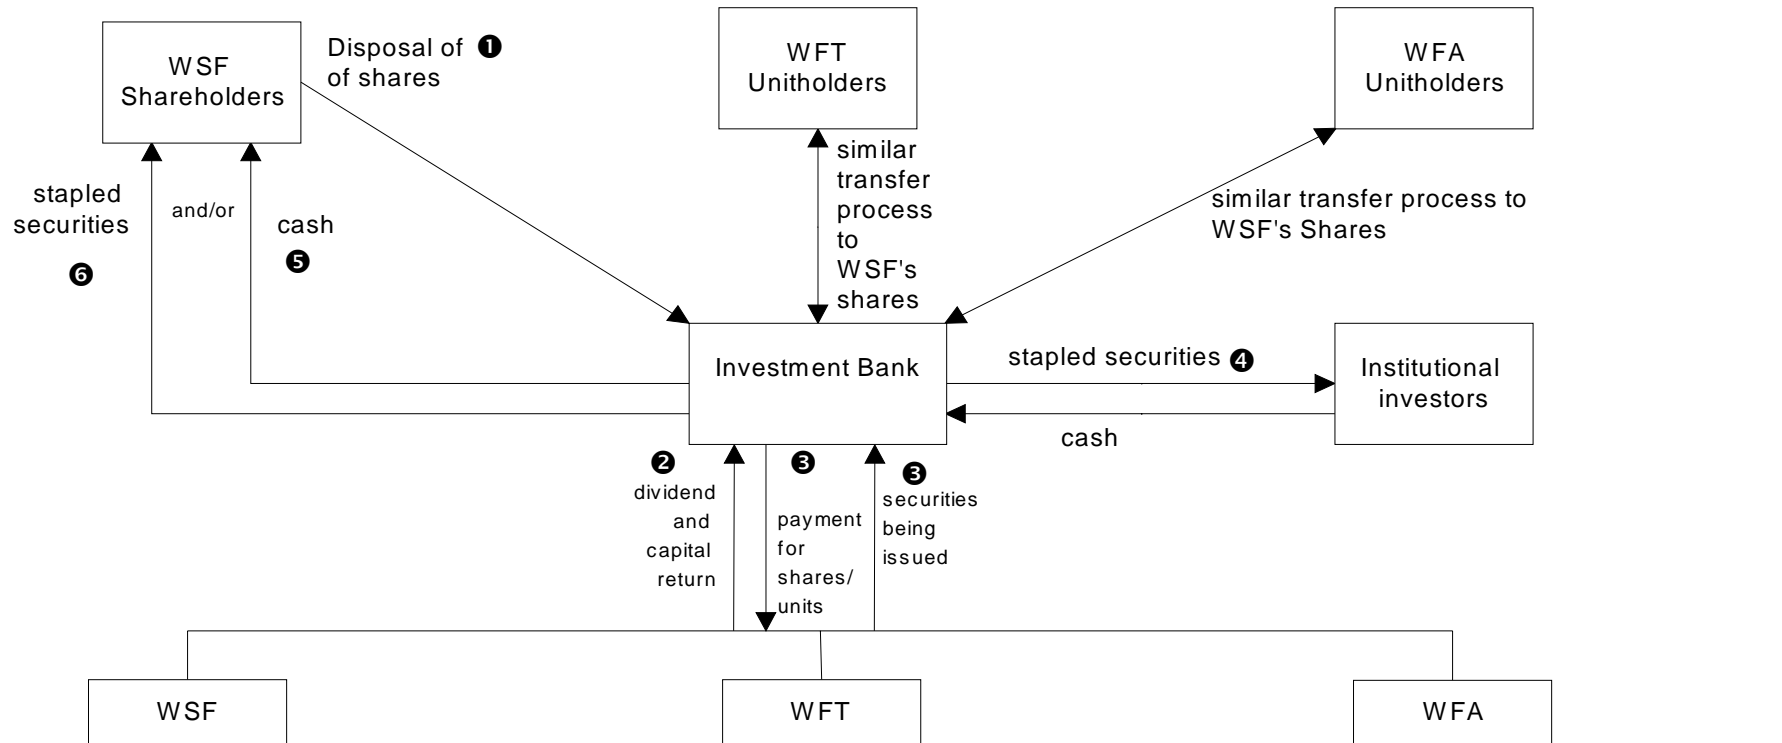 WSF
Shareholders
Disposal of ❶
of shares
WFT
Unitholders
WFA
Unitholders
similar
transfer
process
to
WSF's
shares
similar transfer process to
WSF's Shares
stapled
securities
❻
and/or
cash
❺
Investment Bank
stapled securities ❹
cash
Institutional
investors
❷
dividend
and
capital
return
❸
payment
for
shares/
units
❸
securities
being
issued
WSF
WFT
WFA